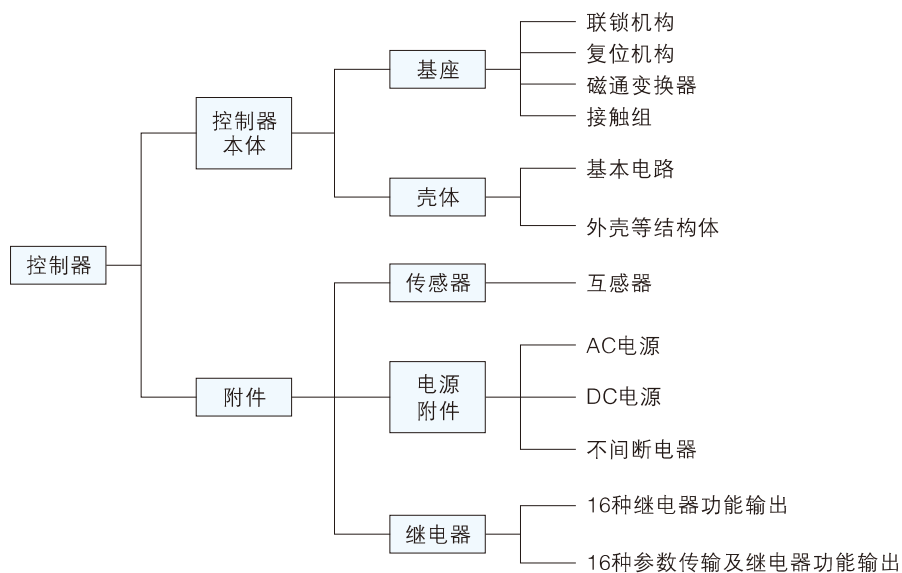 控制器
控制器
本体
基座
联锁机构
复位机构
磁通变换器
接触组
壳体
基本电路
外壳等结构体
附件
传感器
互感器
电源
附件
AC电源
DC电源
不间断电器
继电器
16种继电器功能输出
16种参数传输及继电器功能输出